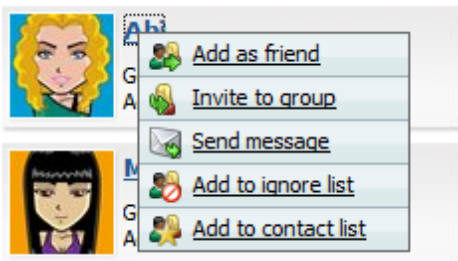 Abi
Add as friend
Invite to group
Send message
Add to ignore list
Add to contact list